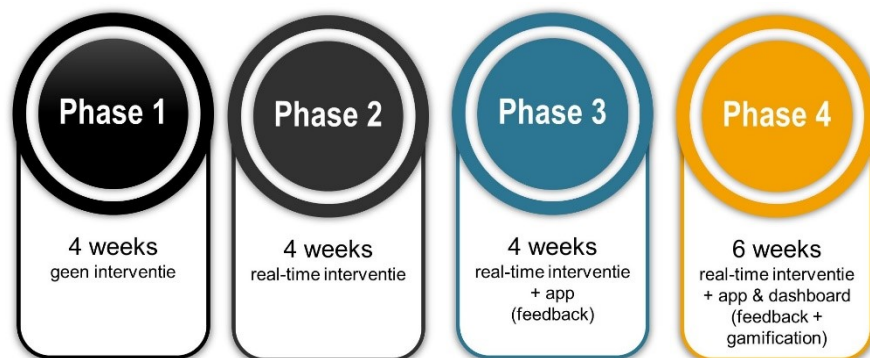 Phase 1
4 weeks
geen interventie
Phase 2
4 weeks
real-time interventie
Phase 3
4 weeks
real-time interventie
+ app
(feedback)
Phase 4
6 weeks
real-time interventie
+ app & dashboard
(feedback +
gamification)